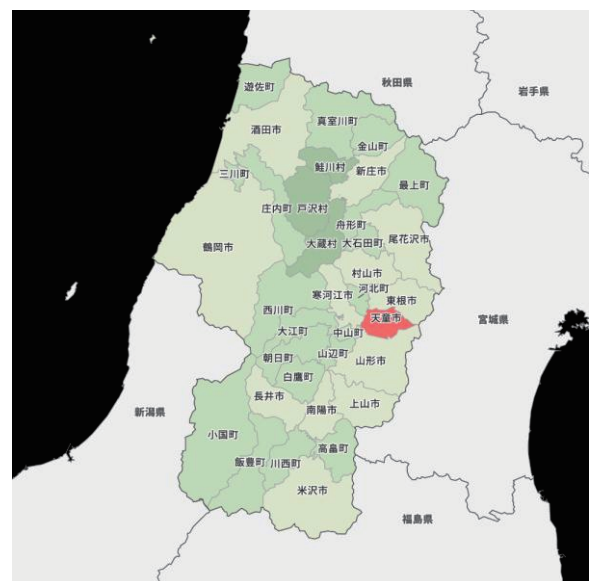 秋田県
岩手県
遊佐町
真室川町
酒田市
金山町
鮭川村
新庄市
三川町
最上町
庄内町
戸沢村
舟形町
鶴岡市
大蔵村
大石田町
尾花沢市
村山市
河北町
寒河江市
東根市
西川町
天童市
宮城県
大江町
中山町
朝日町
山辺町
山形市
白鷹町
長井市
新潟県
南陽市
上山市
小国町
高畠町
飯豊町
川西町
米沢市
福島県